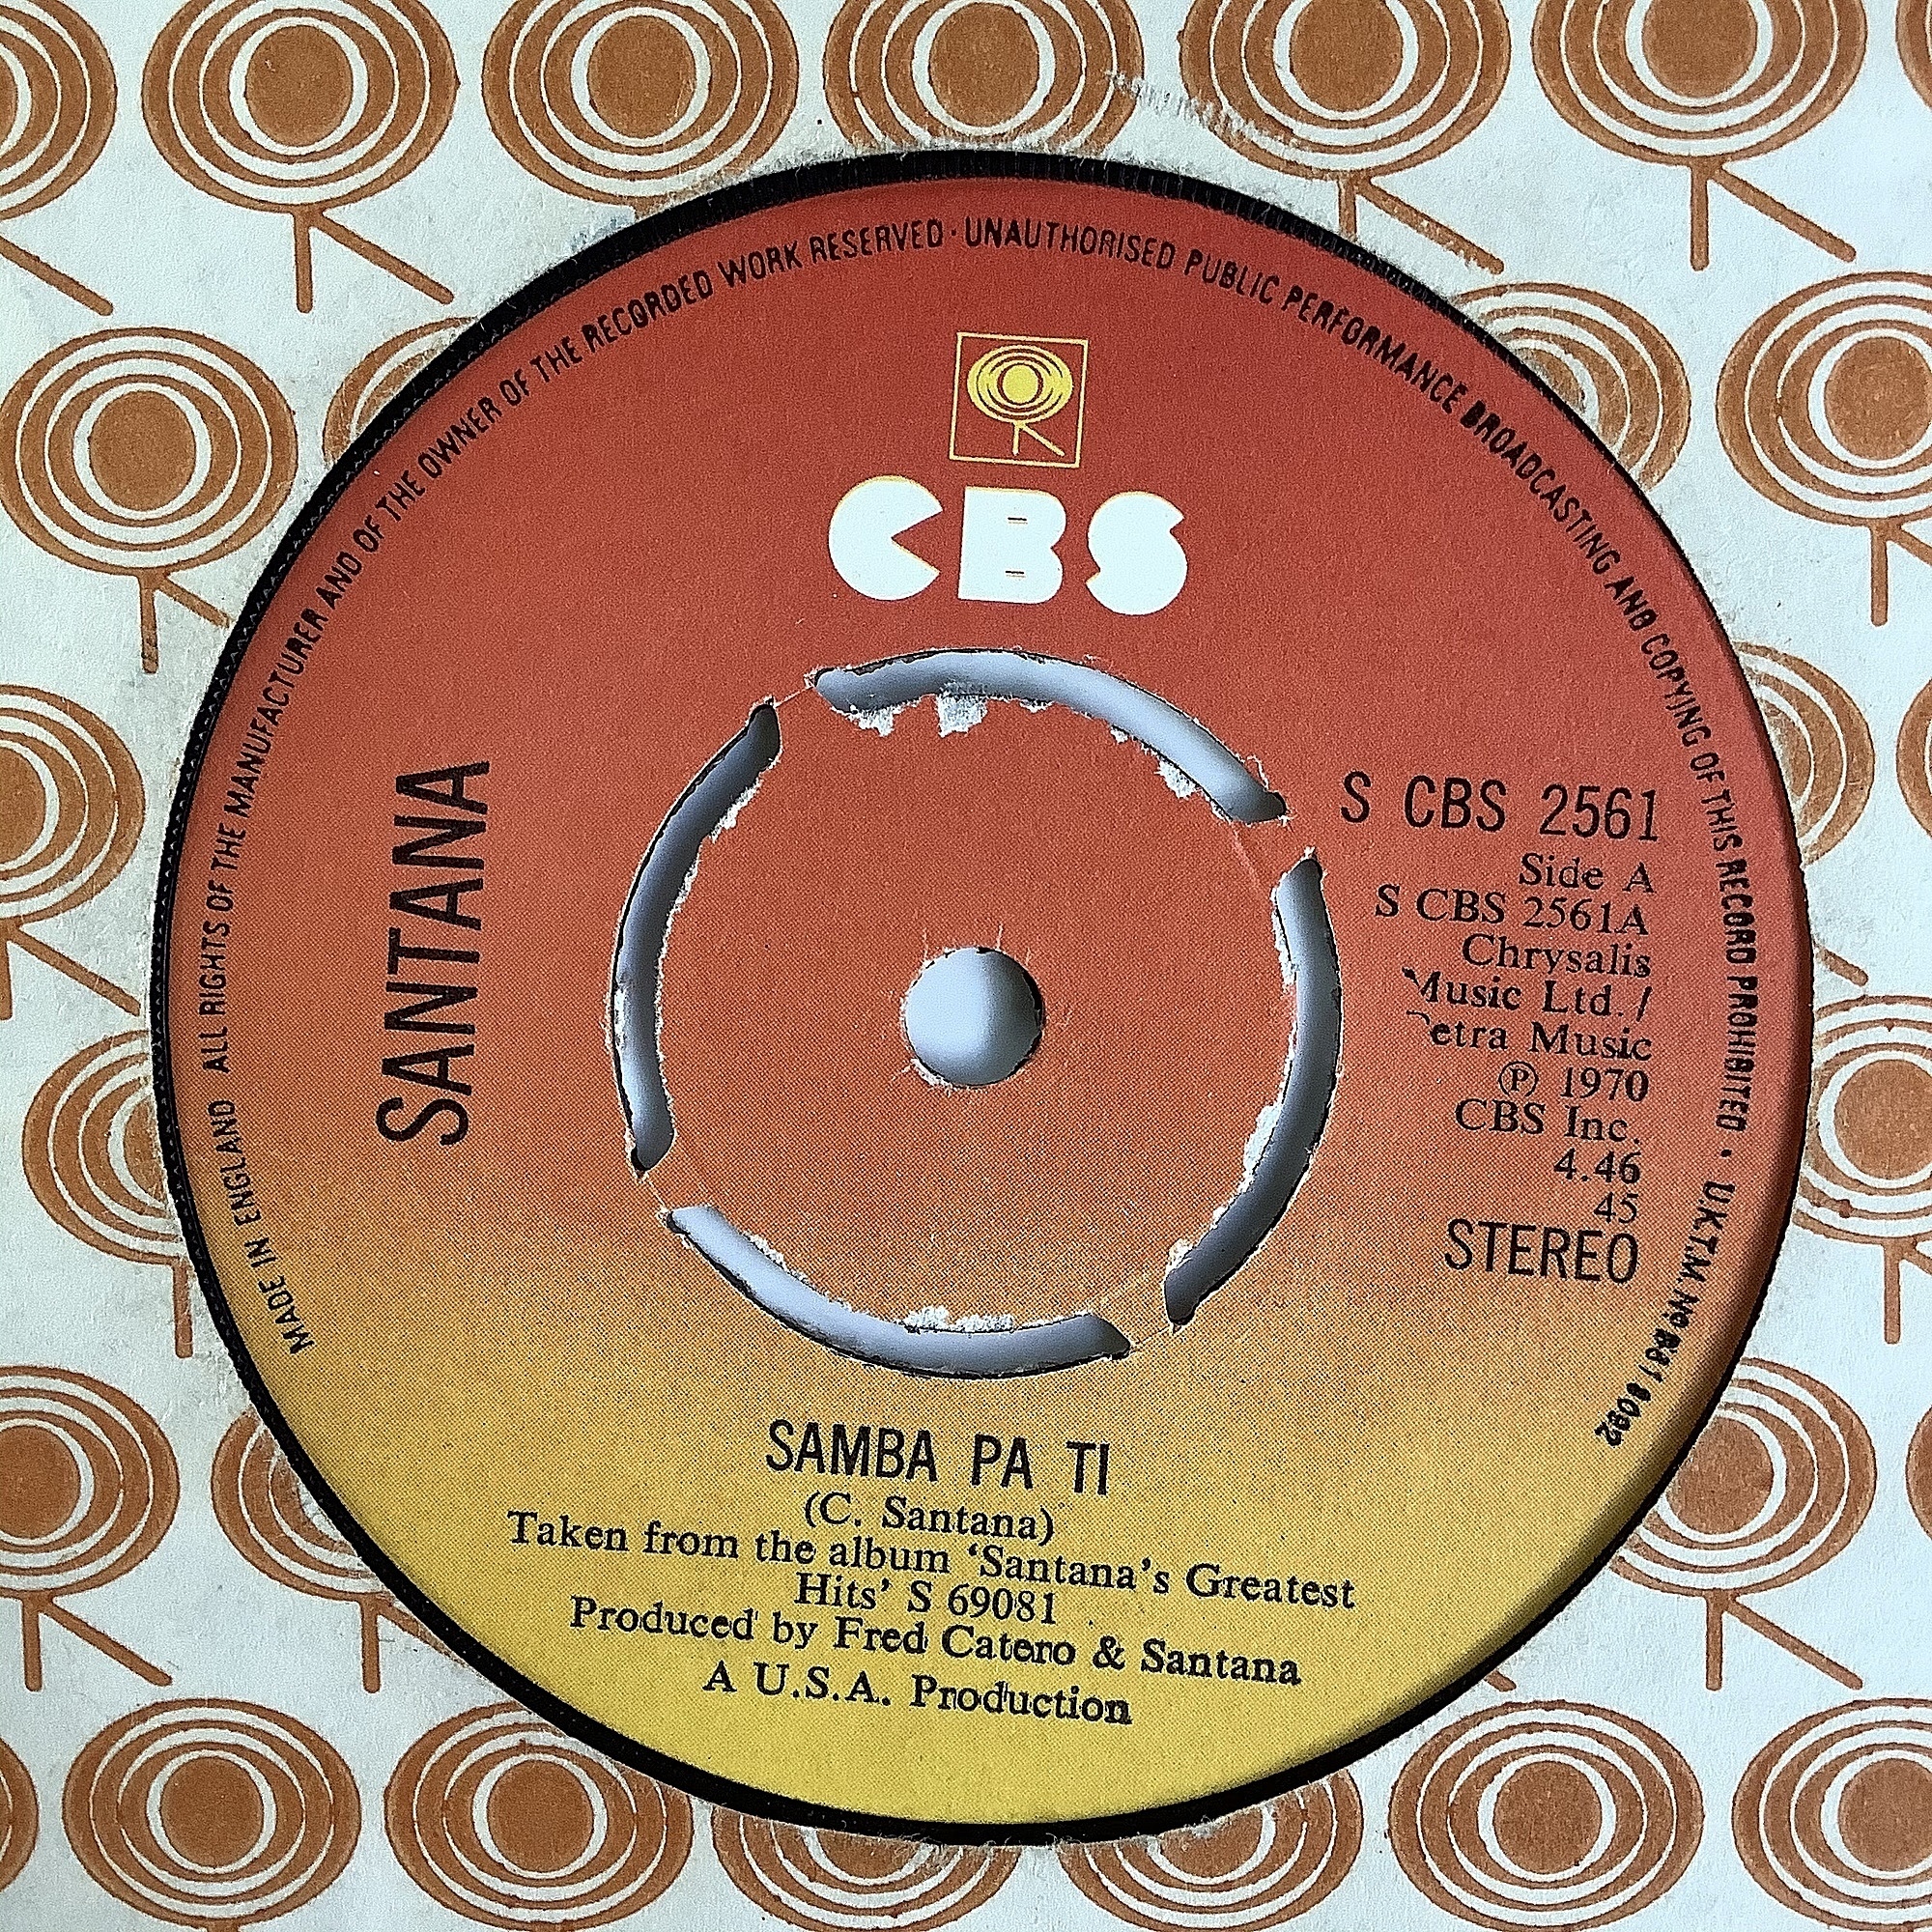 ALL RIGHTS OF THE MANUFACTURER AND OF THE OWNER OF THE RECORDED WORK RESERVED · UNAUTHORISED PUBLIC PERFORMANCE BROADCASTING AND COPYING OF THIS RECORD PROHIBITED · U.K.T.M. Nº
MADE IN ENGLAND
CBS
SANTANA
S CBS 2561
Side A
S CBS 2561A
Chrysalis
Music Ltd./
etra Music
℗ 1970
CBS Inc.
4.46
45
STEREO
SAMBA PA TI
(C. Santana)
Taken from the album ‘Santana’s Greatest
Hits’ S 69081
Produced by Fred Catero & Santana
A U.S.A. Production